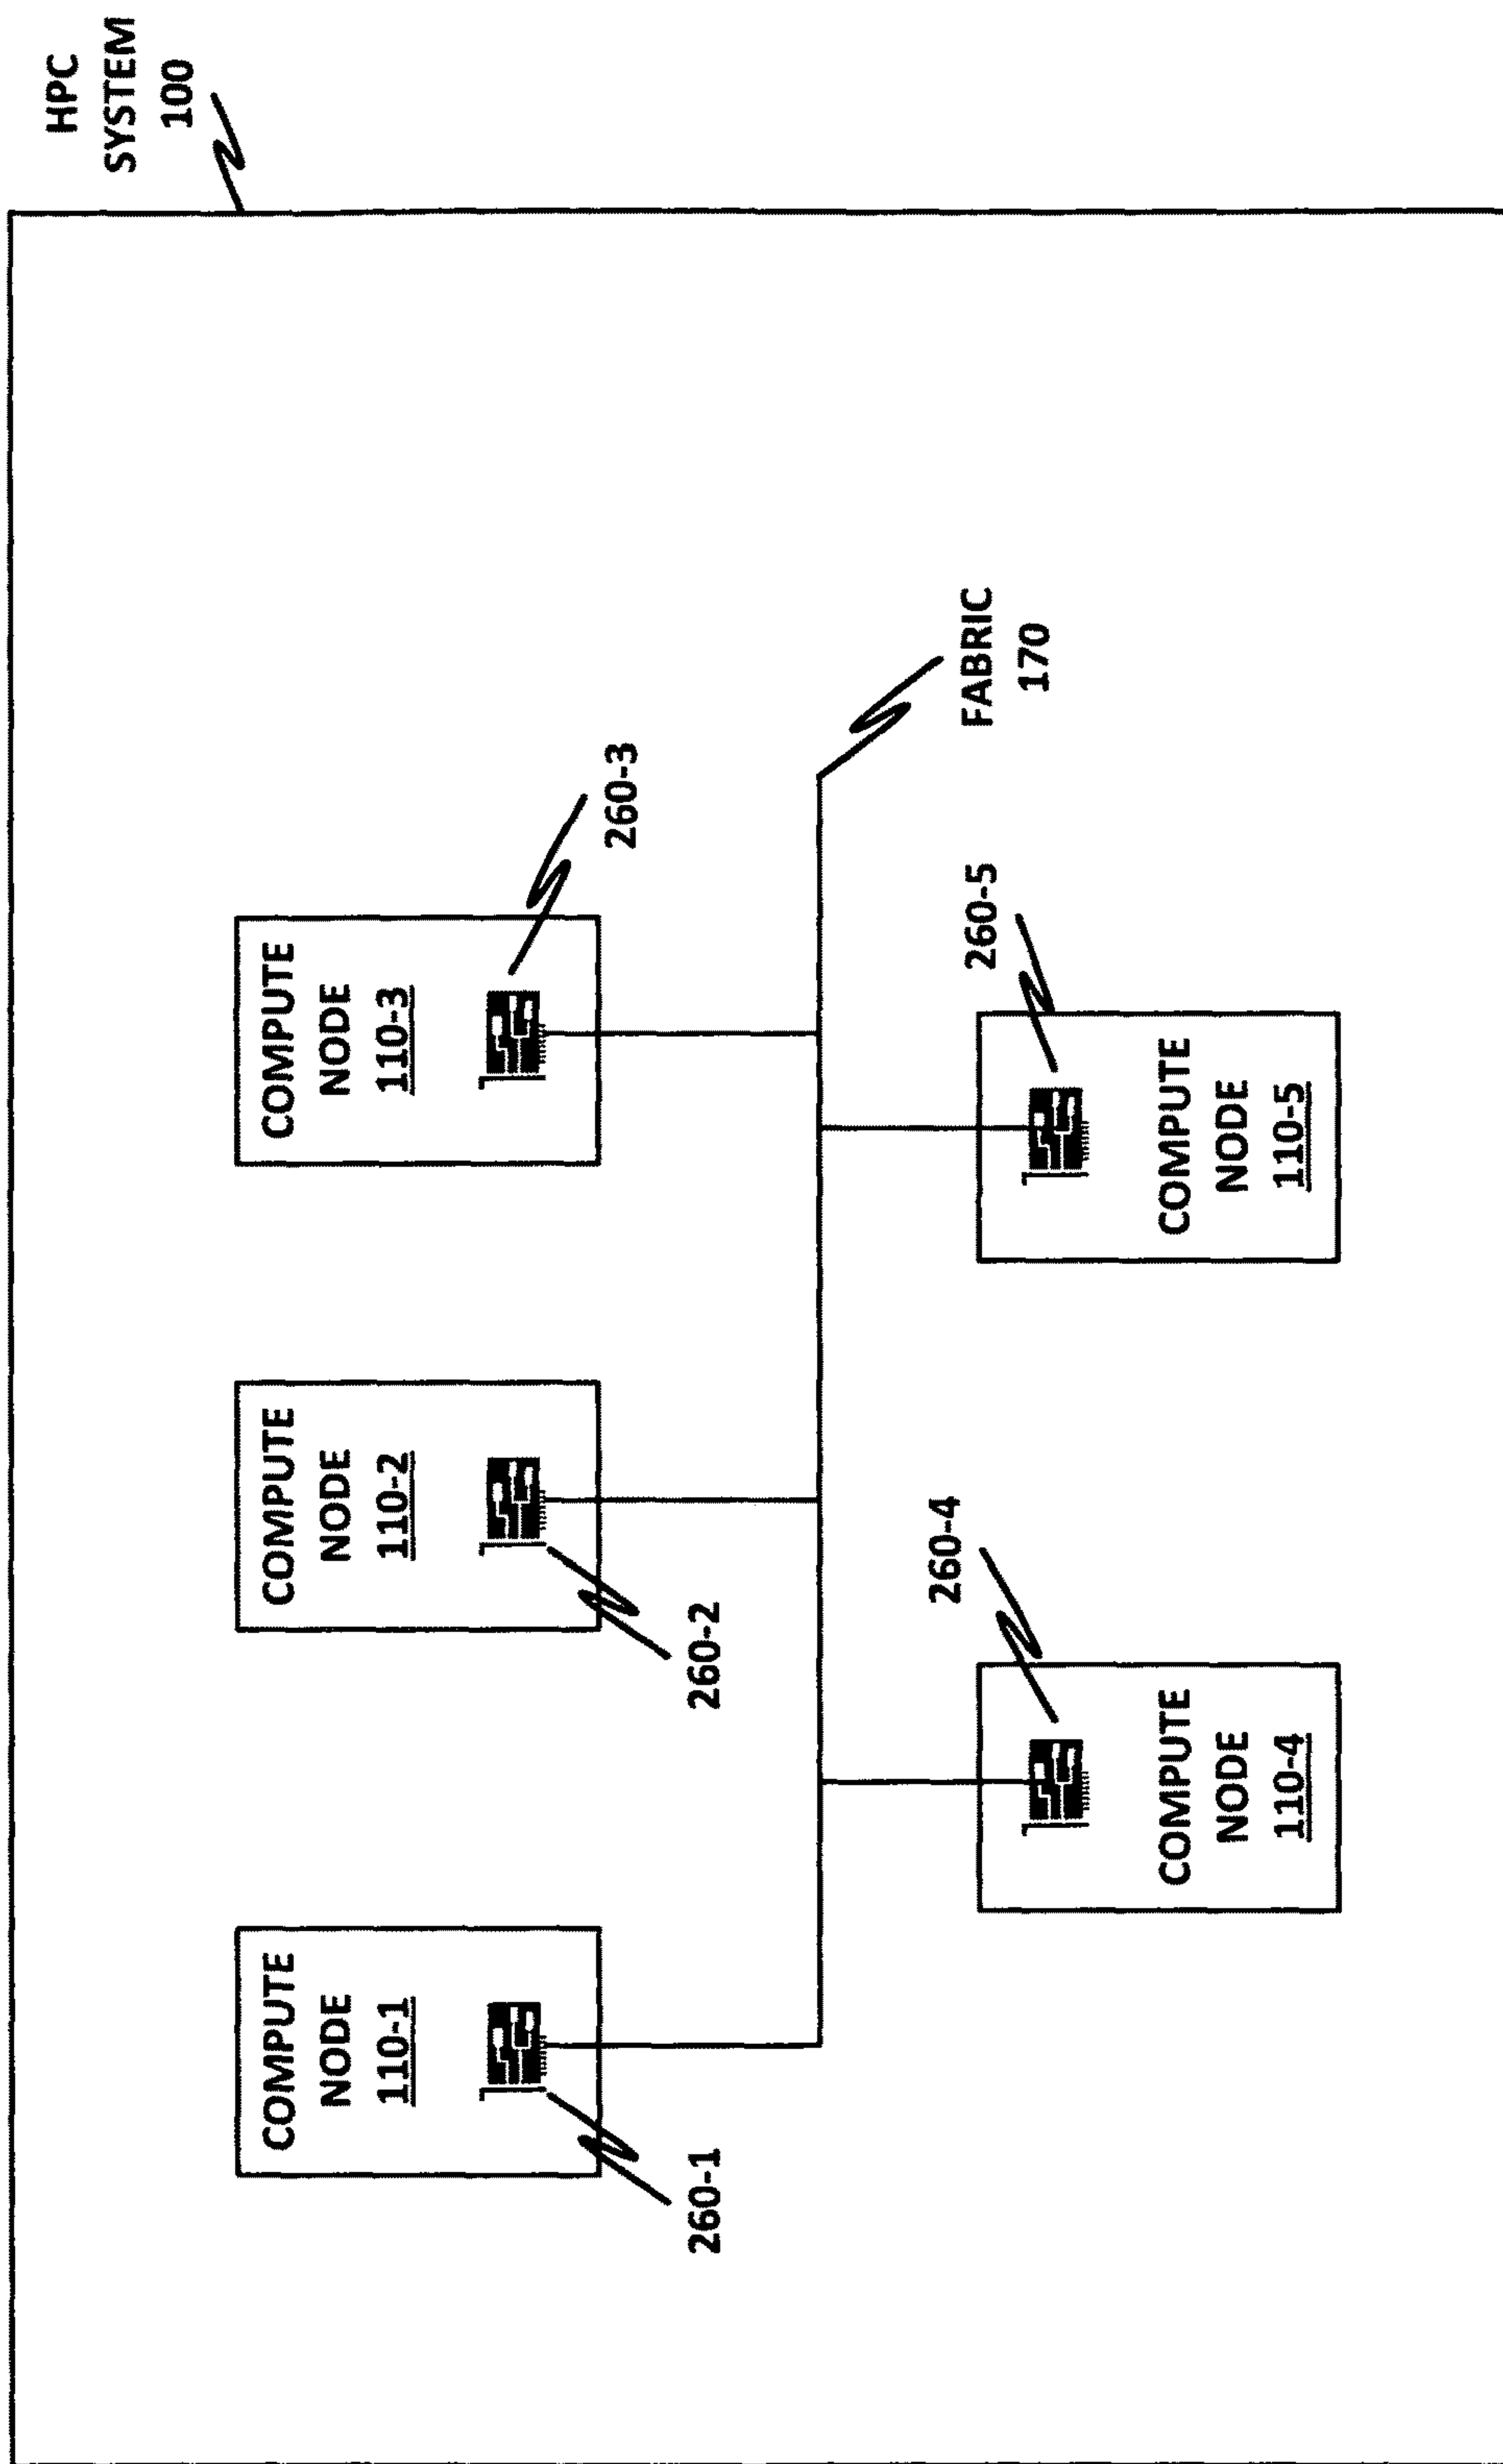 HPC
SYSTEM
100
COMPUTE
NODE
110-1
260-1
COMPUTE
NODE
110-2
260-2
COMPUTE
NODE
110-3
260-3
FABRIC
170
260-4
COMPUTE
NODE
110-4
260-5
COMPUTE
NODE
110-5